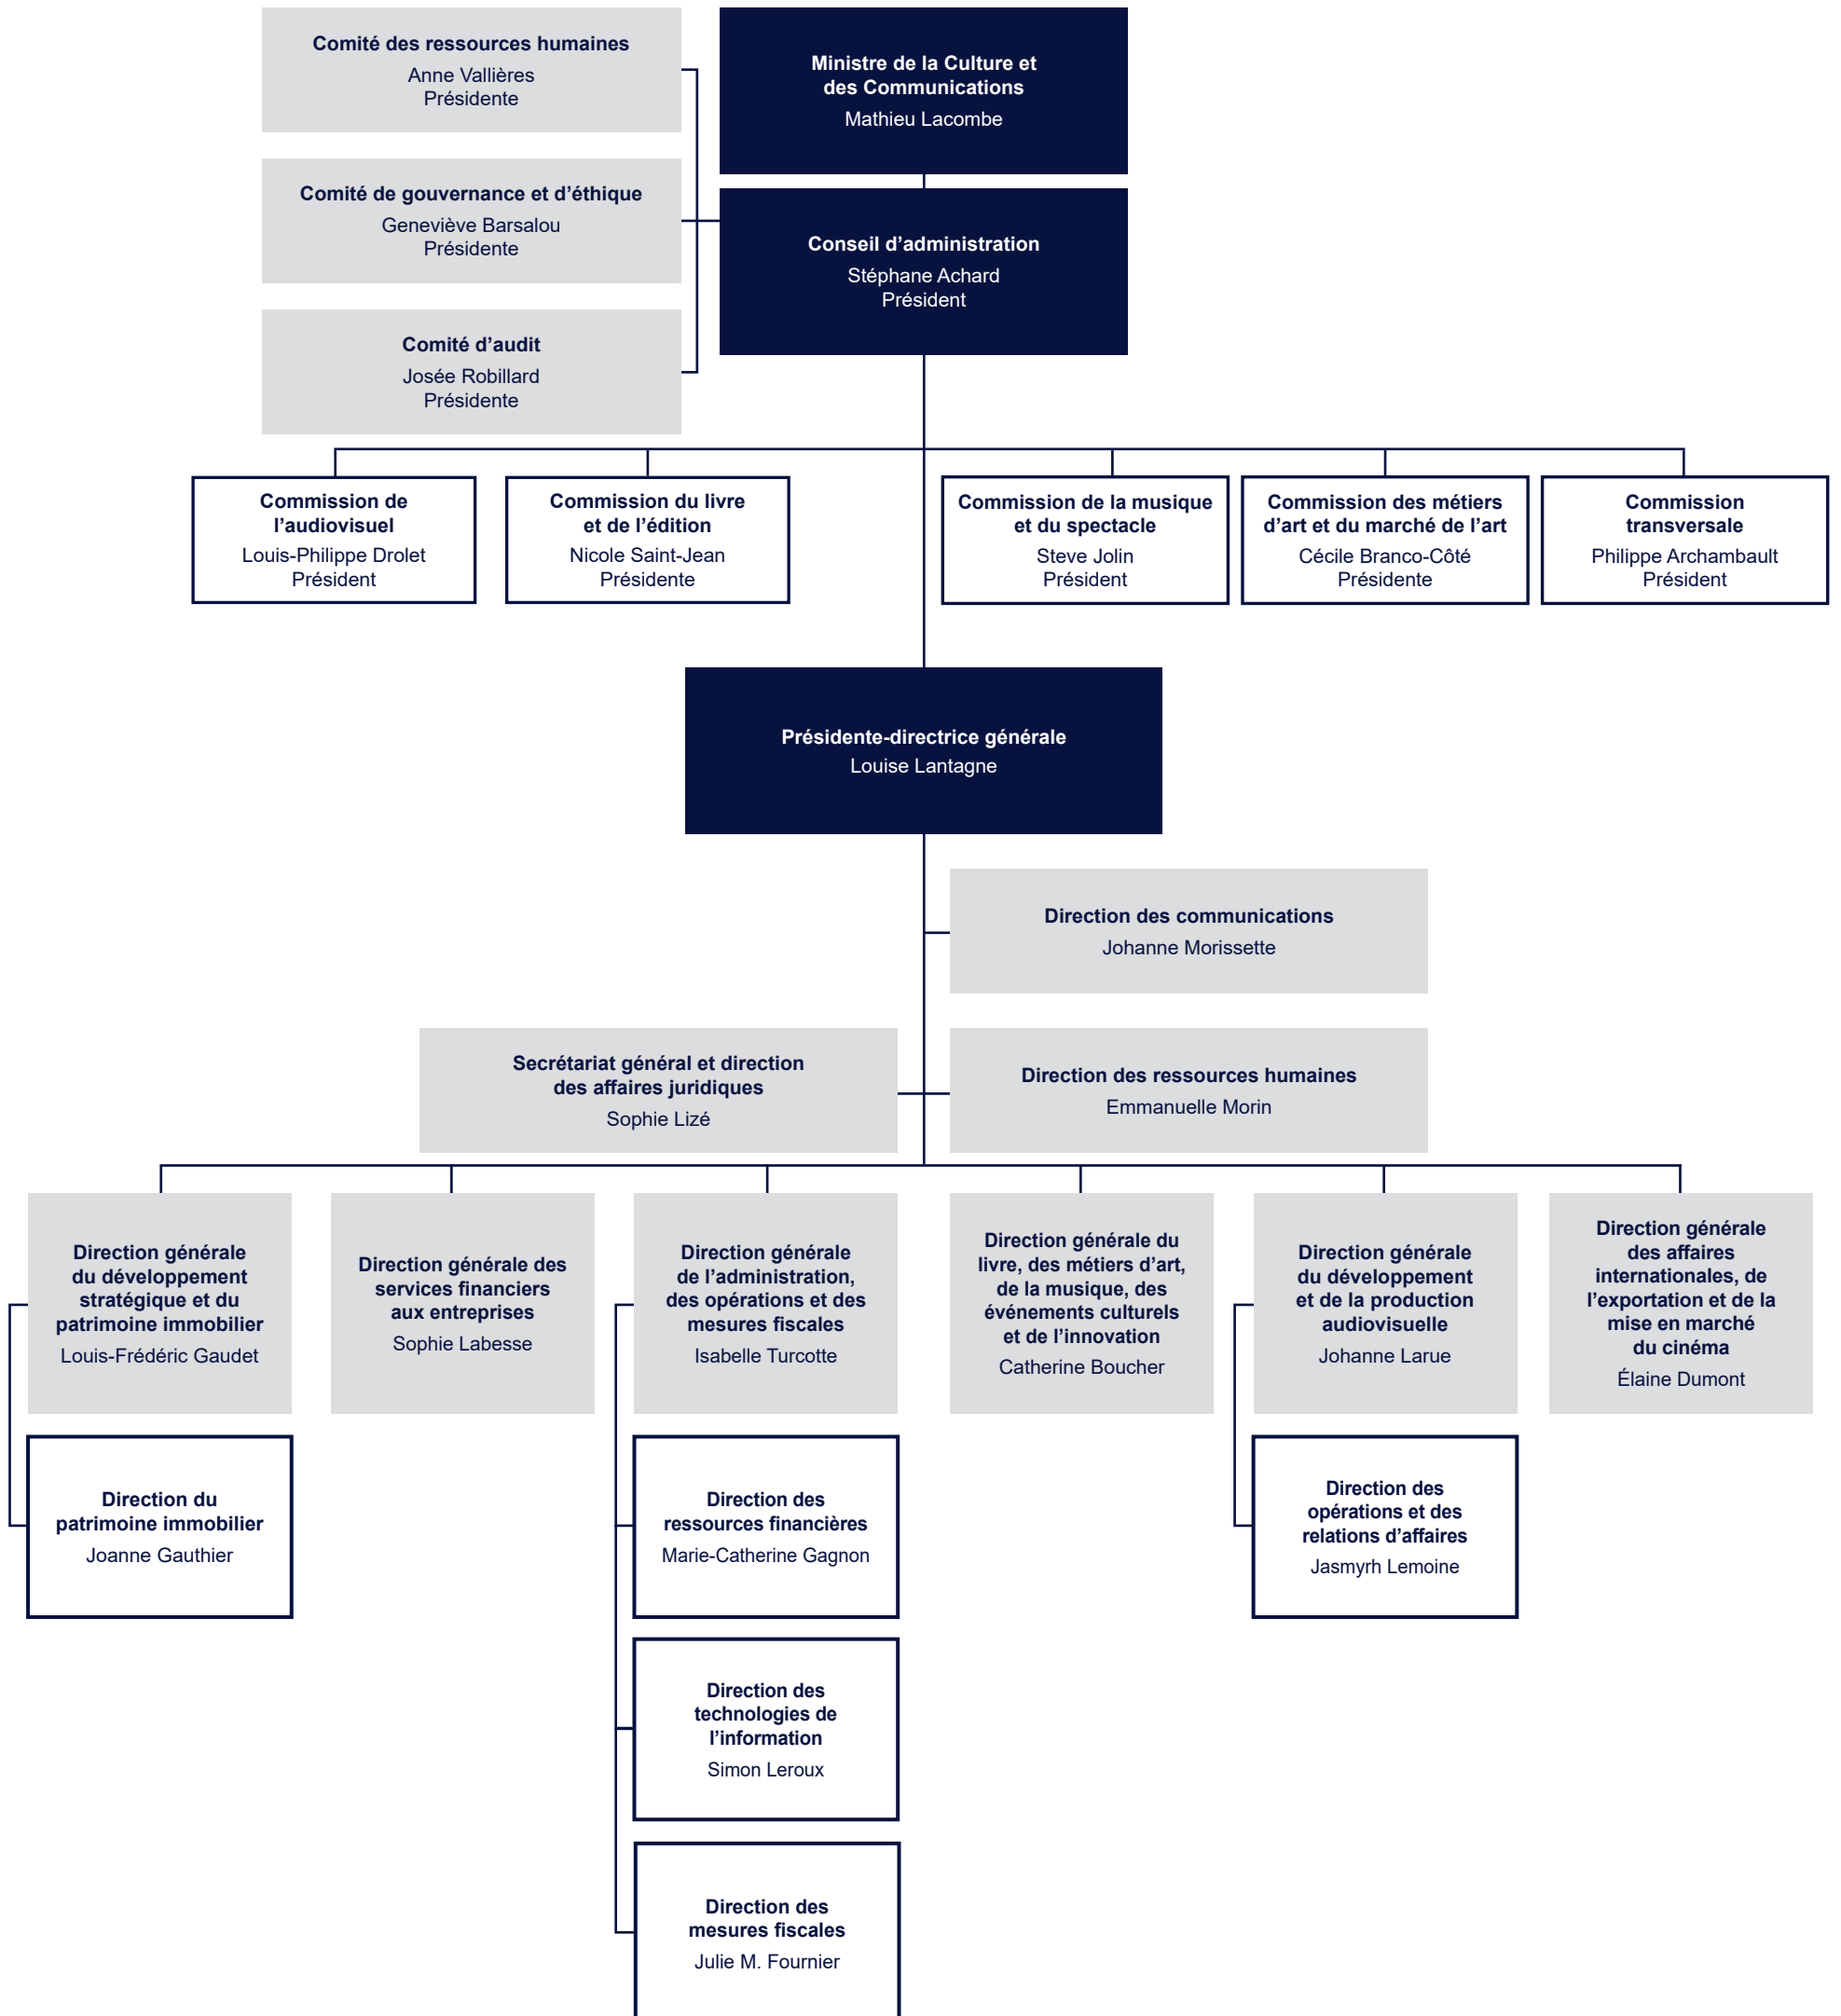 Comité des ressources humaines
Anne Vallières
Présidente
Ministre de la Culture et
des Communications
Mathieu Lacombe
Comité de gouvernance et d’éthique
Geneviève Barsalou
Présidente
Conseil d’administration
Stéphane Achard
Président
Comité d’audit
Josée Robillard
Présidente
Commission de
l’audiovisuel
Louis-Philippe Drolet
Président
Commission du livre
et de l’édition
Nicole Saint-Jean
Présidente
Commission de la musique
et du spectacle
Steve Jolin
Président
Commission des métiers
d’art et du marché de l’art
Cécile Branco-Côté
Présidente
Commission
transversale
Philippe Archambault
Président
Présidente-directrice générale
Louise Lantagne
Direction des communications
Johanne Morissette
Secrétariat général et direction
des affaires juridiques
Sophie Lizé
Direction des ressources humaines
Emmanuelle Morin
Direction générale
du développement
stratégique et du
patrimoine immobilier
Louis-Frédéric Gaudet
Direction générale des
services financiers
aux entreprises
Sophie Labesse
Direction générale
de l’administration,
des opérations et des
mesures fiscales
Isabelle Turcotte
Direction générale du
livre, des métiers d’art,
de la musique, des
événements culturels
et de l’innovation
Catherine Boucher
Direction générale
du développement
et de la production
audiovisuelle
Johanne Larue
Direction générale
des affaires
internationales, de
l’exportation et de la
mise en marché
du cinéma
Élaine Dumont
Direction du
patrimoine immobilier
Joanne Gauthier
Direction des
ressources financières
Marie-Catherine Gagnon
Direction des
opérations et des
relations d’affaires
Jasmyrh Lemoine
Direction des
technologies de
l’information
Simon Leroux
Direction des
mesures fiscales
Julie M. Fournier